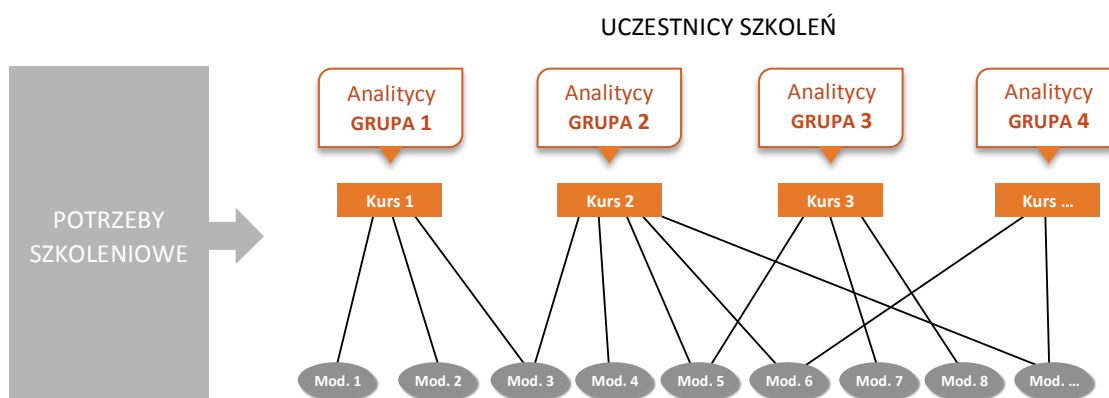 UCZESTNICY SZKOLEŃ
POTRZEBY
SZKOLENIOWE
Analitycy
GRUPA 1
Analitycy
GRUPA 2
Analitycy
GRUPA 3
Analitycy
GRUPA 4
Kurs 1
Kurs 2
Kurs 3
Kurs ...
Mod. 1
Mod. 2
Mod. 3
Mod. 4
Mod. 5
Mod. 6
Mod. 7
Mod. 8
Mod. ...